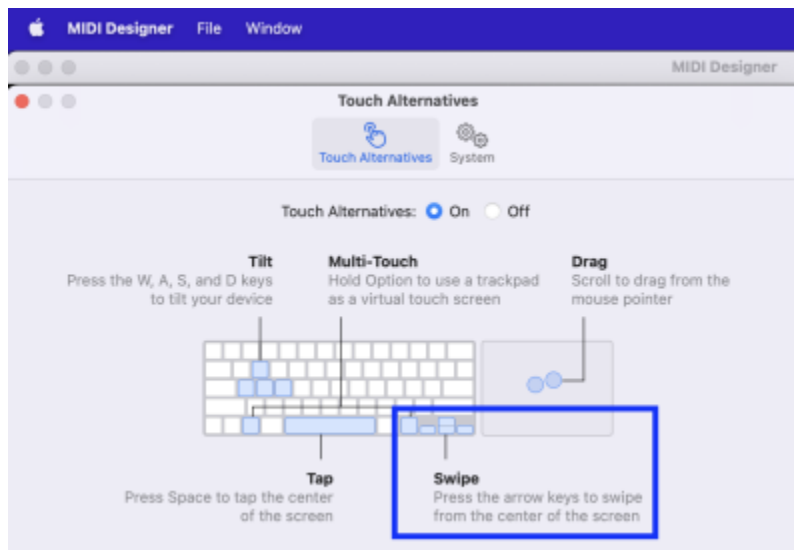 MIDI Designer File Window
MIDI Designer
Touch Alternatives
Touch Alternatives System
Touch Alternatives: On Off
Tilt
Press the W, A, S, and D keys
to tilt your device
Multi-Touch
Hold Option to use a trackpad
as a virtual touch screen
Drag
Scroll to drag from the
mouse pointer
Tap
Press Space to tap the center
of the screen
Swipe
Press the arrow keys to swipe
from the center of the screen